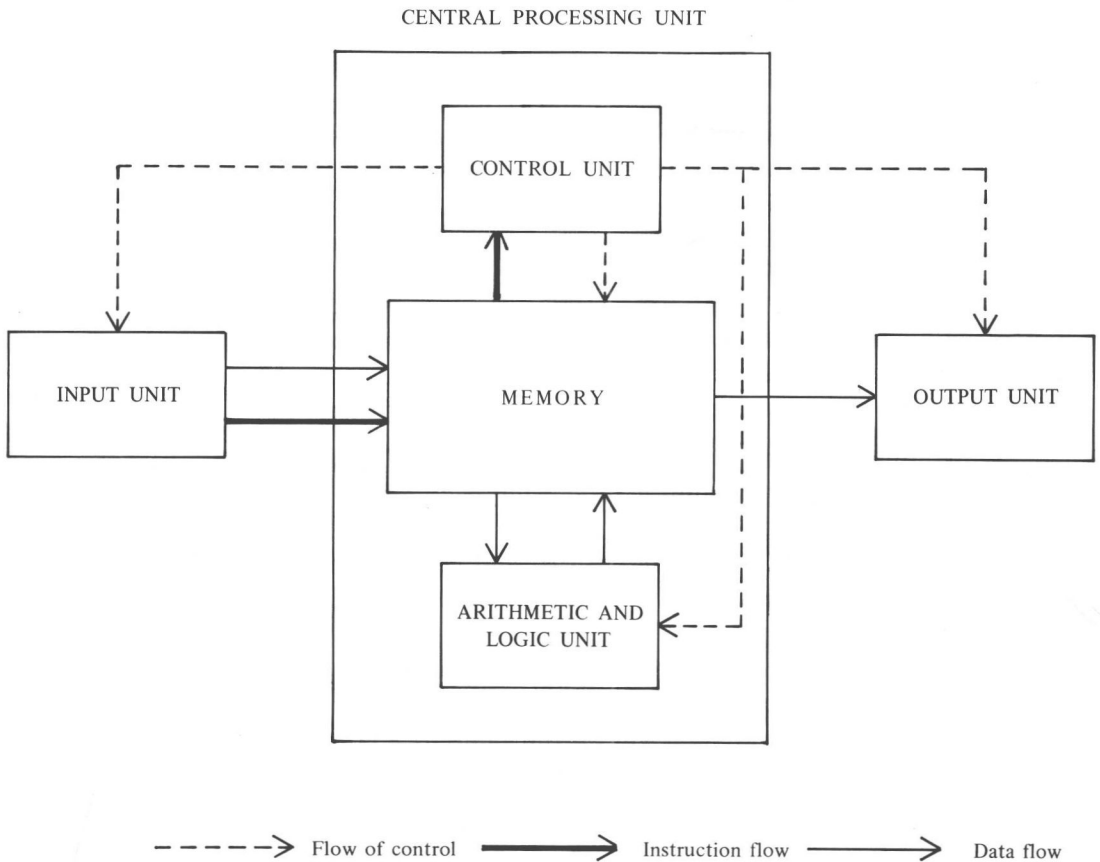 CENTRAL PROCESSING UNIT
CONTROL UNIT
INPUT UNIT
MEMORY
OUTPUT UNIT
ARITHMETIC AND
LOGIC UNIT
Flow of control
Instruction flow
Data flow